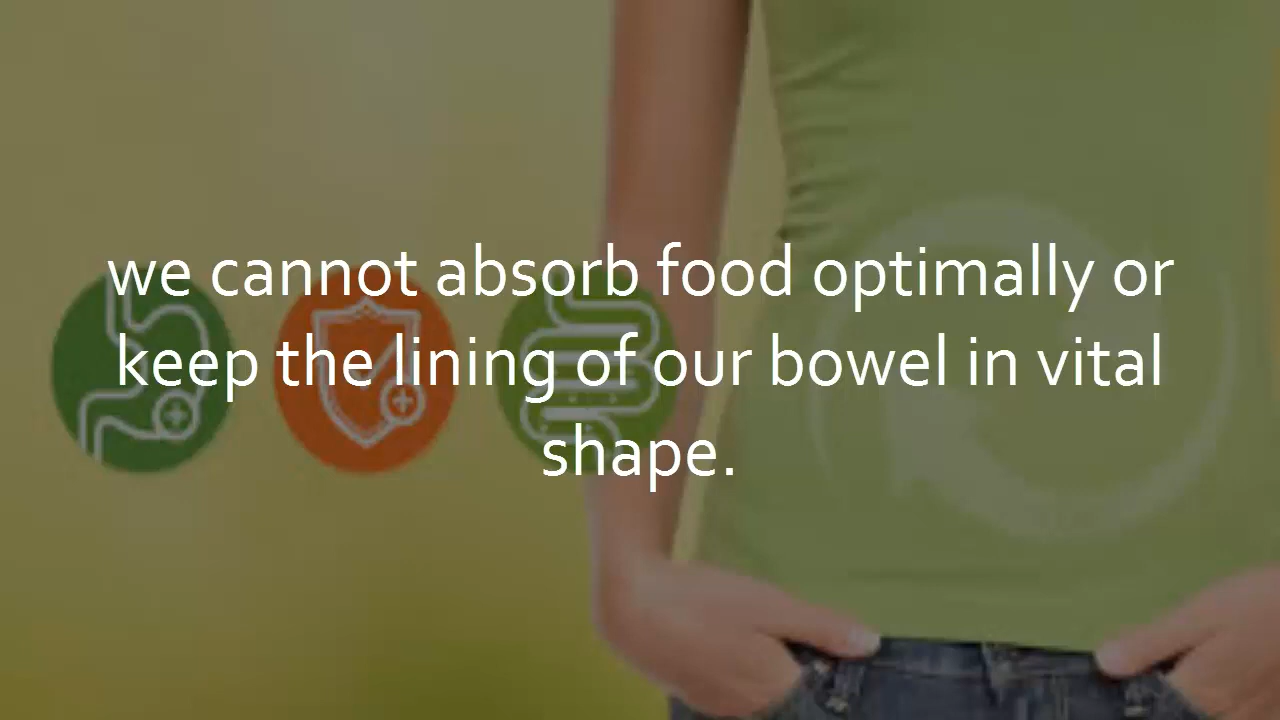 we cannot absorb food optimally or
keep the lining of our bowel in vital
shape.